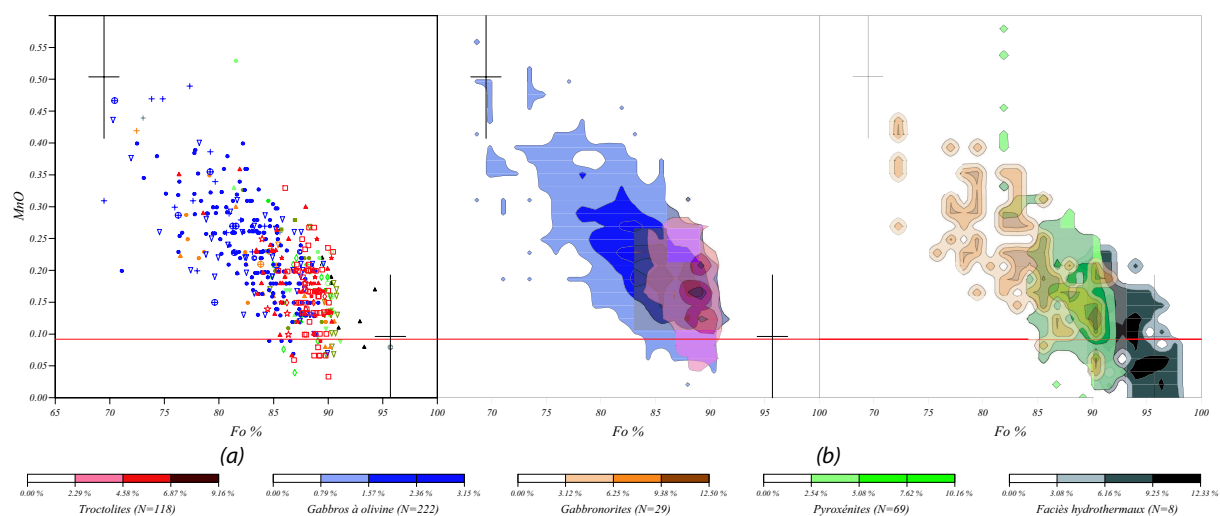 MnO
0.55
0.50
0.45
0.40
0.35
0.30
0.25
0.20
0.15
0.10
0.05
0.00
65 70 75 80 85 90 95 100
70 75 80 85 90 95 100
70 75 80 85 90 95 100
Fo % Fo % Fo %
(a) (b)
0.00 % 2.29 % 4.58 % 6.87 % 9.16 %
Troctolites (N=118)
0.00 % 0.79 % 1.57 % 2.36 % 3.15 %
Gabbros à olivine (N=222)
0.00 % 3.12 % 6.25 % 9.38 % 12.50 %
Gabbronorites (N=29)
0.00 % 2.54 % 5.08 % 7.62 % 10.16 %
Pyroxénites (N=69)
0.00 % 3.08 % 6.16 % 9.25 % 12.33 %
Faciès hydrothermaux (N=8)